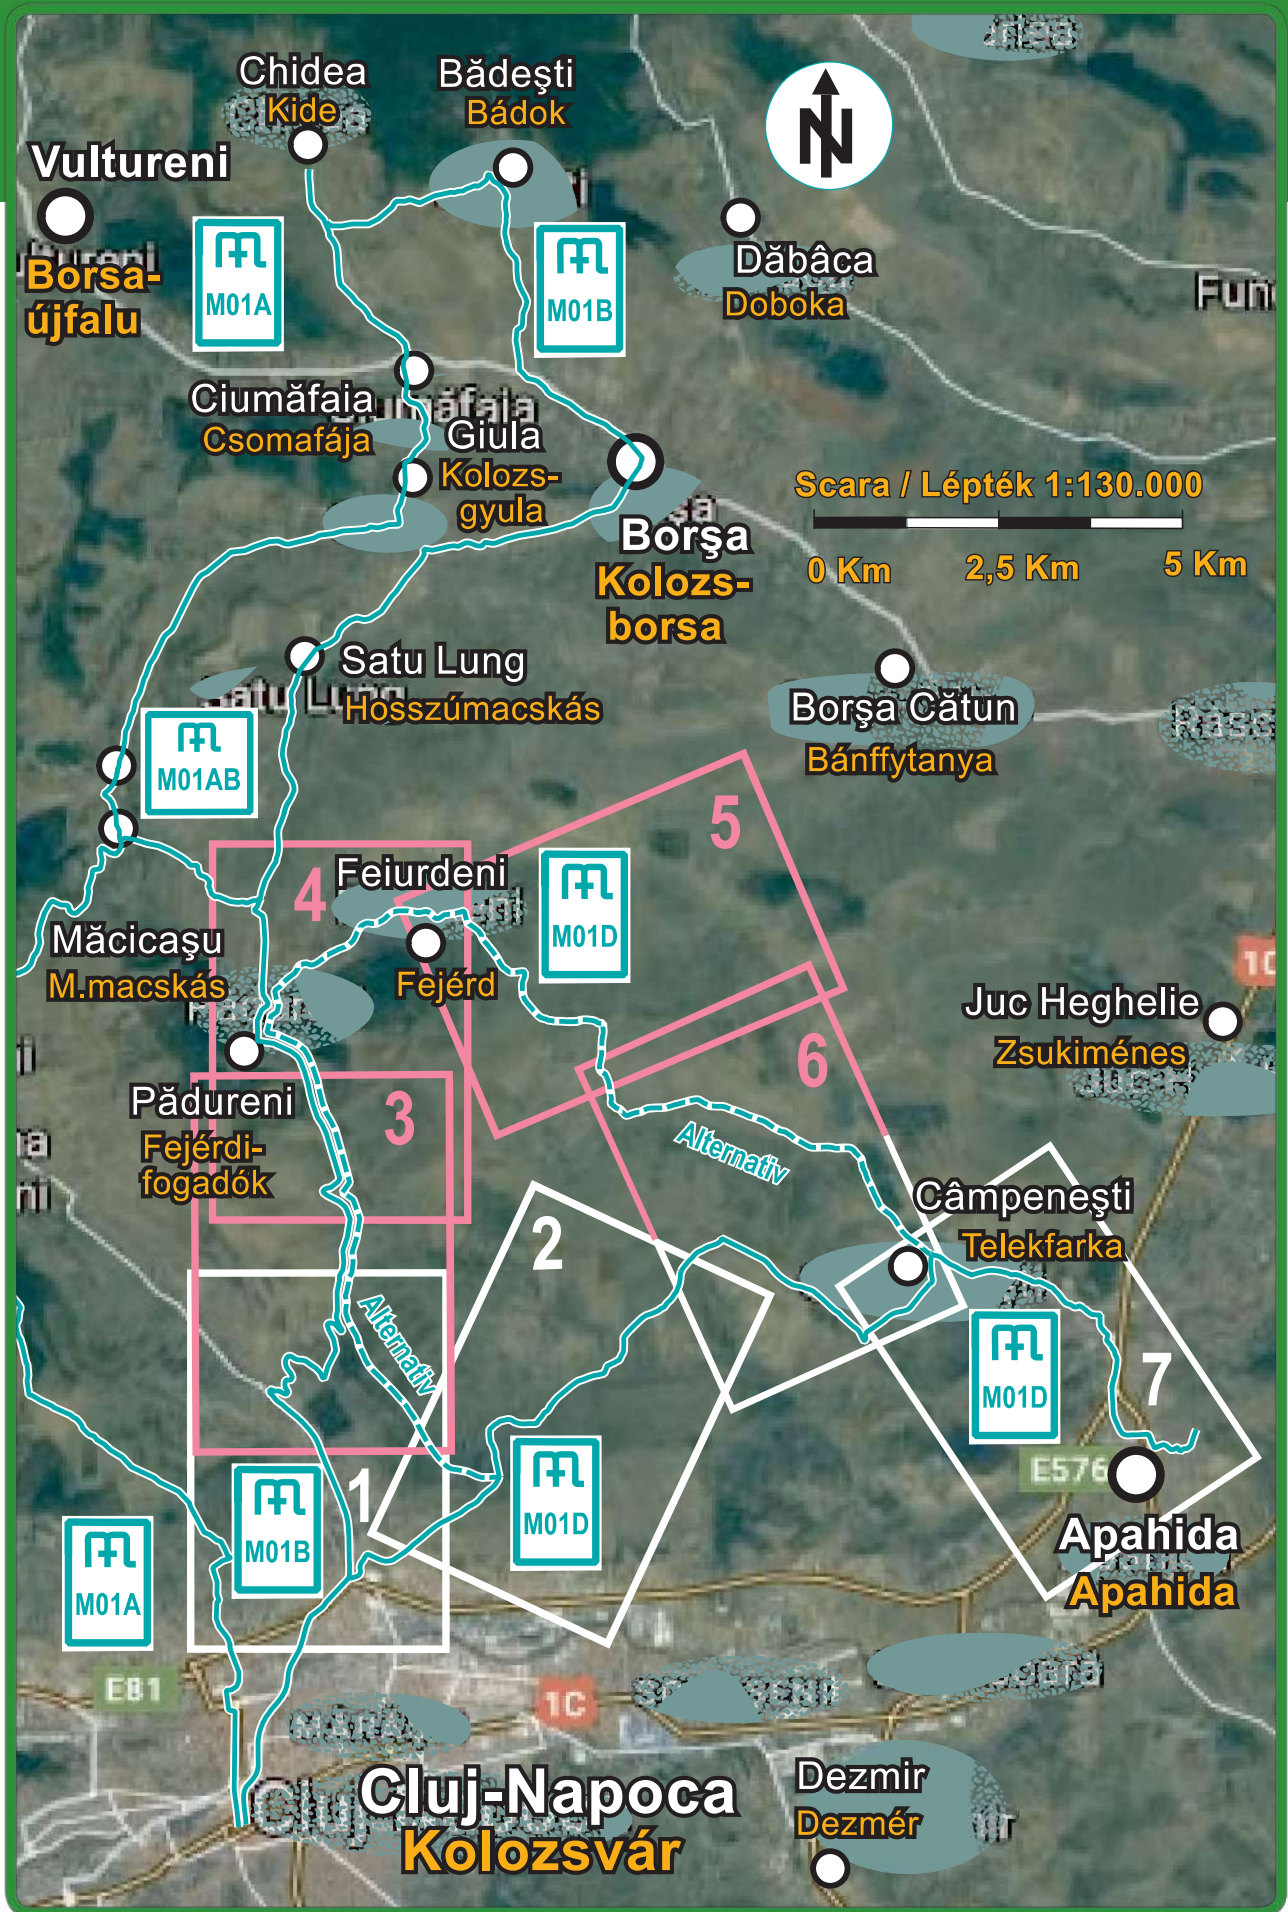 Chidea
Kide
Bădeşti
Bádok
N
Vultureni
Borsa-
újfalu
M01A
M01B
Dăbâca
Doboka
Ciumăfaia
Csomafája
Giula
Kolozs-
gyula
Scara / Lépték 1:130.000
0 Km 2,5 Km 5 Km
Borşa
Kolozs-
borsa
Satu Lung
Hosszúmacskás
Borşa Cătun
Bánffytanya
M01AB
5
4
Feiurdeni
Fejérd
M01D
Măcicaşu
M.macskás
1C
Juc Heghelie
Zsukiménes
6
Pădureni
Fejérdi-
fogadók
3
Alternativ
2
Câmpeneşti
Telekfarka
Alternativ
M01D
7
E576
1
M01B
M01D
M01A
Apahida
Apahida
E81
1C
Cluj-Napoca
Kolozsvár
Dezmir
Dezmér